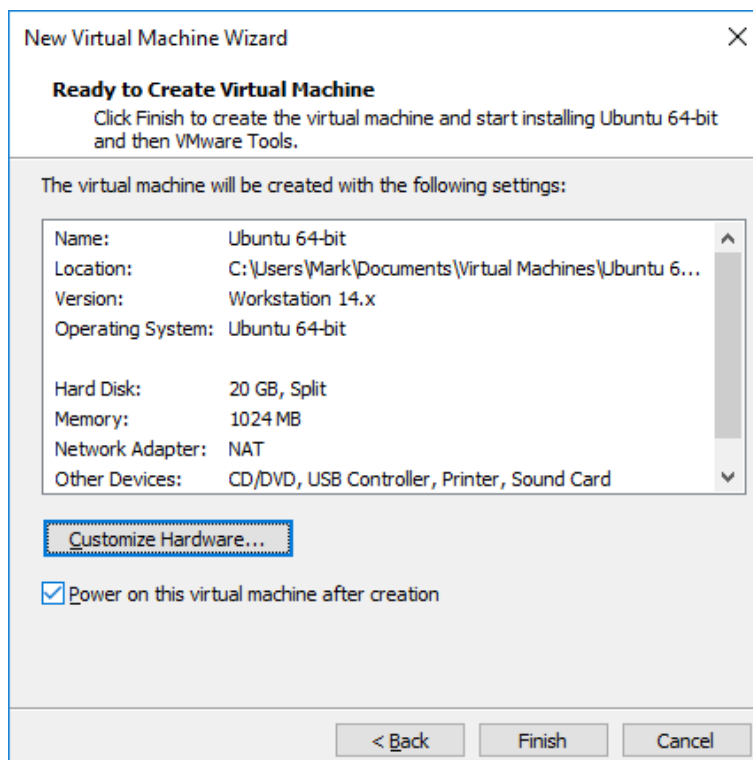 New Virtual Machine Wizard
Ready to Create Virtual Machine
Click Finish to create the virtual machine and start installing Ubuntu 64-bit
and then VMware Tools.
The virtual machine will be created with the following settings:
Name: Ubuntu 64-bit
Location: C:\Users\Mark\Documents\Virtual Machines\Ubuntu 6...
Version: Workstation 14.x
Operating System: Ubuntu 64-bit
Hard Disk: 20 GB, Split
Memory: 1024 MB
Network Adapter: NAT
Other Devices: CD/DVD, USB Controller, Printer, Sound Card
Customize Hardware...
Power on this virtual machine after creation
< Back Finish Cancel